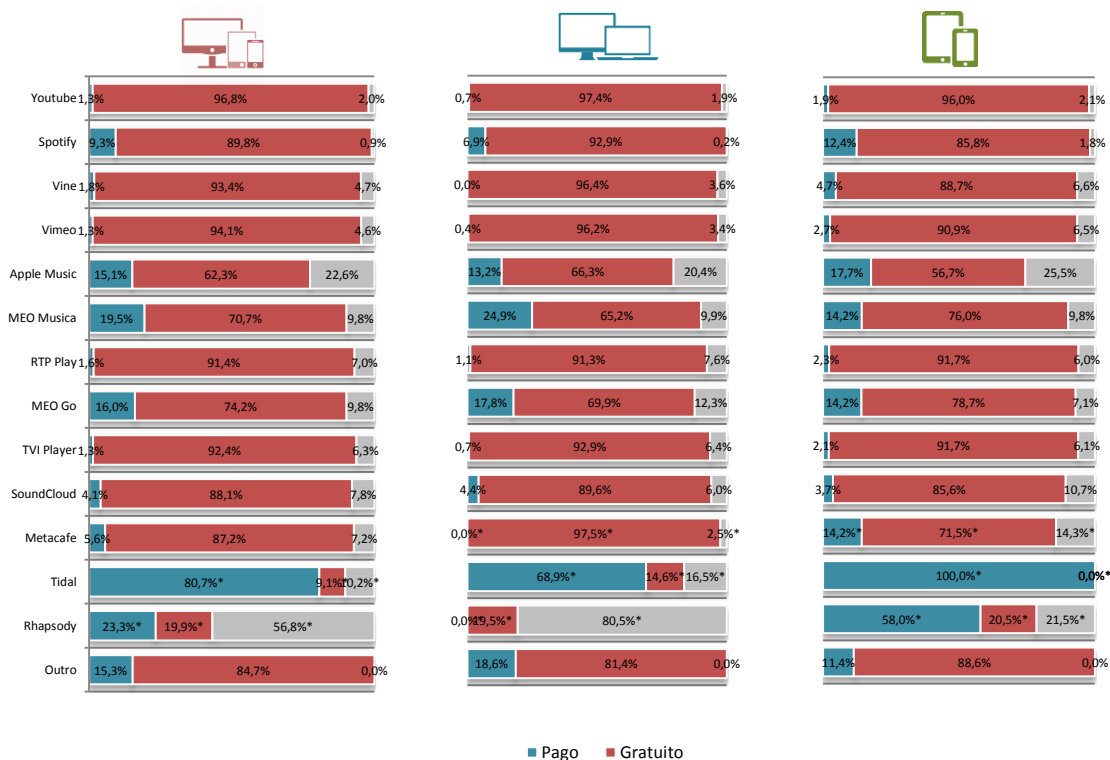 Youtube 1,3% 96,8% 2,0% 0,7% 97,4% 1,9% 1,9% 96,0% 2,1%
Spotify 9,3% 89,8% 0,9% 6,9% 92,9% 0,2% 12,4% 85,8% 1,8%
Vine 1,8% 93,4% 4,7% 0,0% 96,4% 3,6% 4,7% 88,7% 6,6%
Vimeo 1,3% 94,1% 4,6% 0,4% 96,2% 3,4% 2,7% 90,9% 6,5%
Apple Music 15,1% 62,3% 22,6% 13,2% 66,3% 20,4% 17,7% 56,7% 25,5%
MEO Musica 19,5% 70,7% 9,8% 24,9% 65,2% 9,9% 14,2% 76,0% 9,8%
RTP Play 1,6% 91,4% 7,0% 1,1% 91,3% 7,6% 2,3% 91,7% 6,0%
MEO Go 16,0% 74,2% 9,8% 17,8% 69,9% 12,3% 14,2% 78,7% 7,1%
TVI Player 1,3% 92,4% 6,3% 0,7% 92,9% 6,4% 2,1% 91,7% 6,1%
SoundCloud 4,1% 88,1% 7,8% 4,4% 89,6% 6,0% 3,7% 85,6% 10,7%
Metacafe 5,6% 87,2% 7,2% 0,0%* 97,5%* 2,5%* 14,2%* 71,5%* 14,3%*
Tidal 80,7%* 9,1%* 10,2%* 68,9%* 14,6%* 16,5%* 100,0%* 0,0%*
Rhapsody 23,3%* 19,9%* 56,8%* 0,0%* 19,5%* 80,5%* 58,0%* 20,5%* 21,5%*
Outro 15,3% 84,7% 0,0% 18,6% 81,4% 0,0% 11,4% 88,6% 0,0%
Pago Gratuito